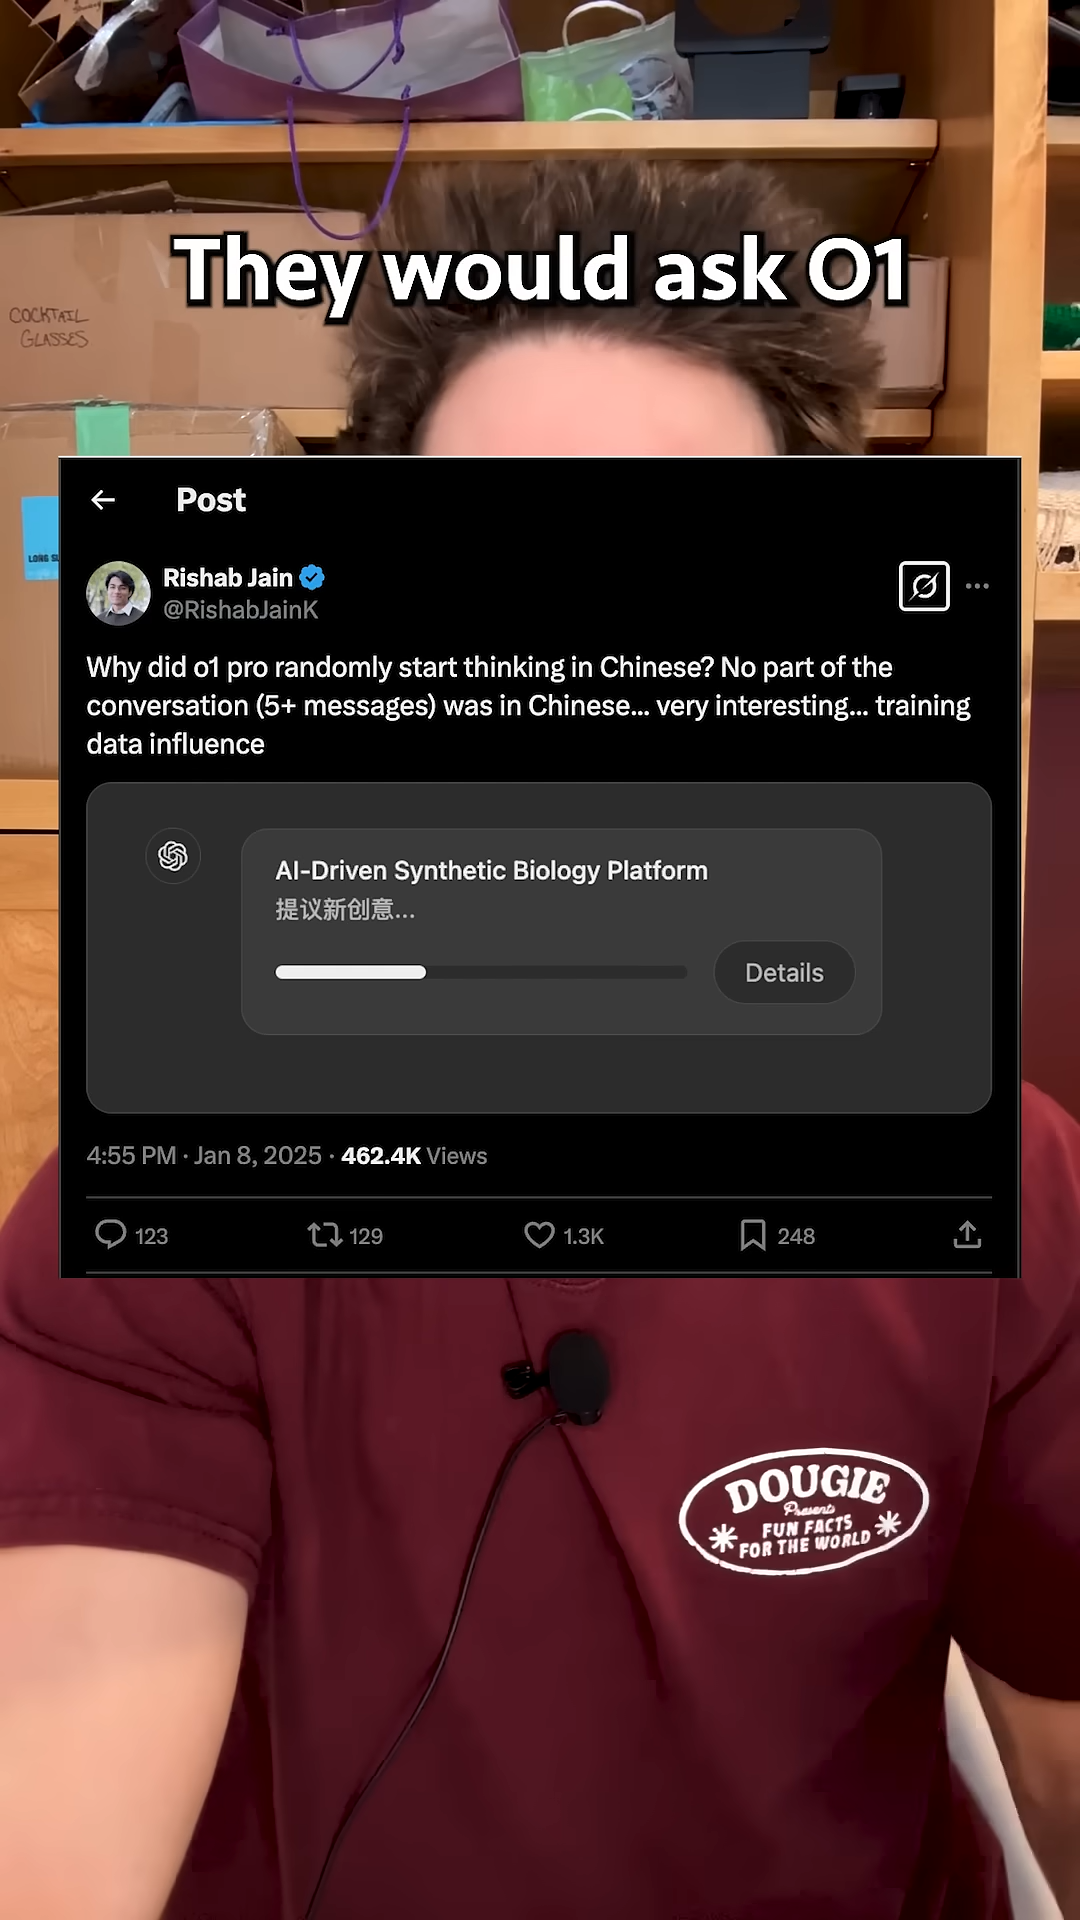 They would ask O1
COCKTAIL
GLASSES
Post
Rishab Jain
@RishabJainK
Why did o1 pro randomly start thinking in Chinese? No part of the
conversation (5+ messages) was in Chinese... very interesting... training
data influence
AI-Driven Synthetic Biology Platform
提议新创意...
Details
4:55 PM · Jan 8, 2025 · 462.4K Views
123 129 1.3K 248
DOUGIE
Presents
FUN FACTS
FOR THE WORLD